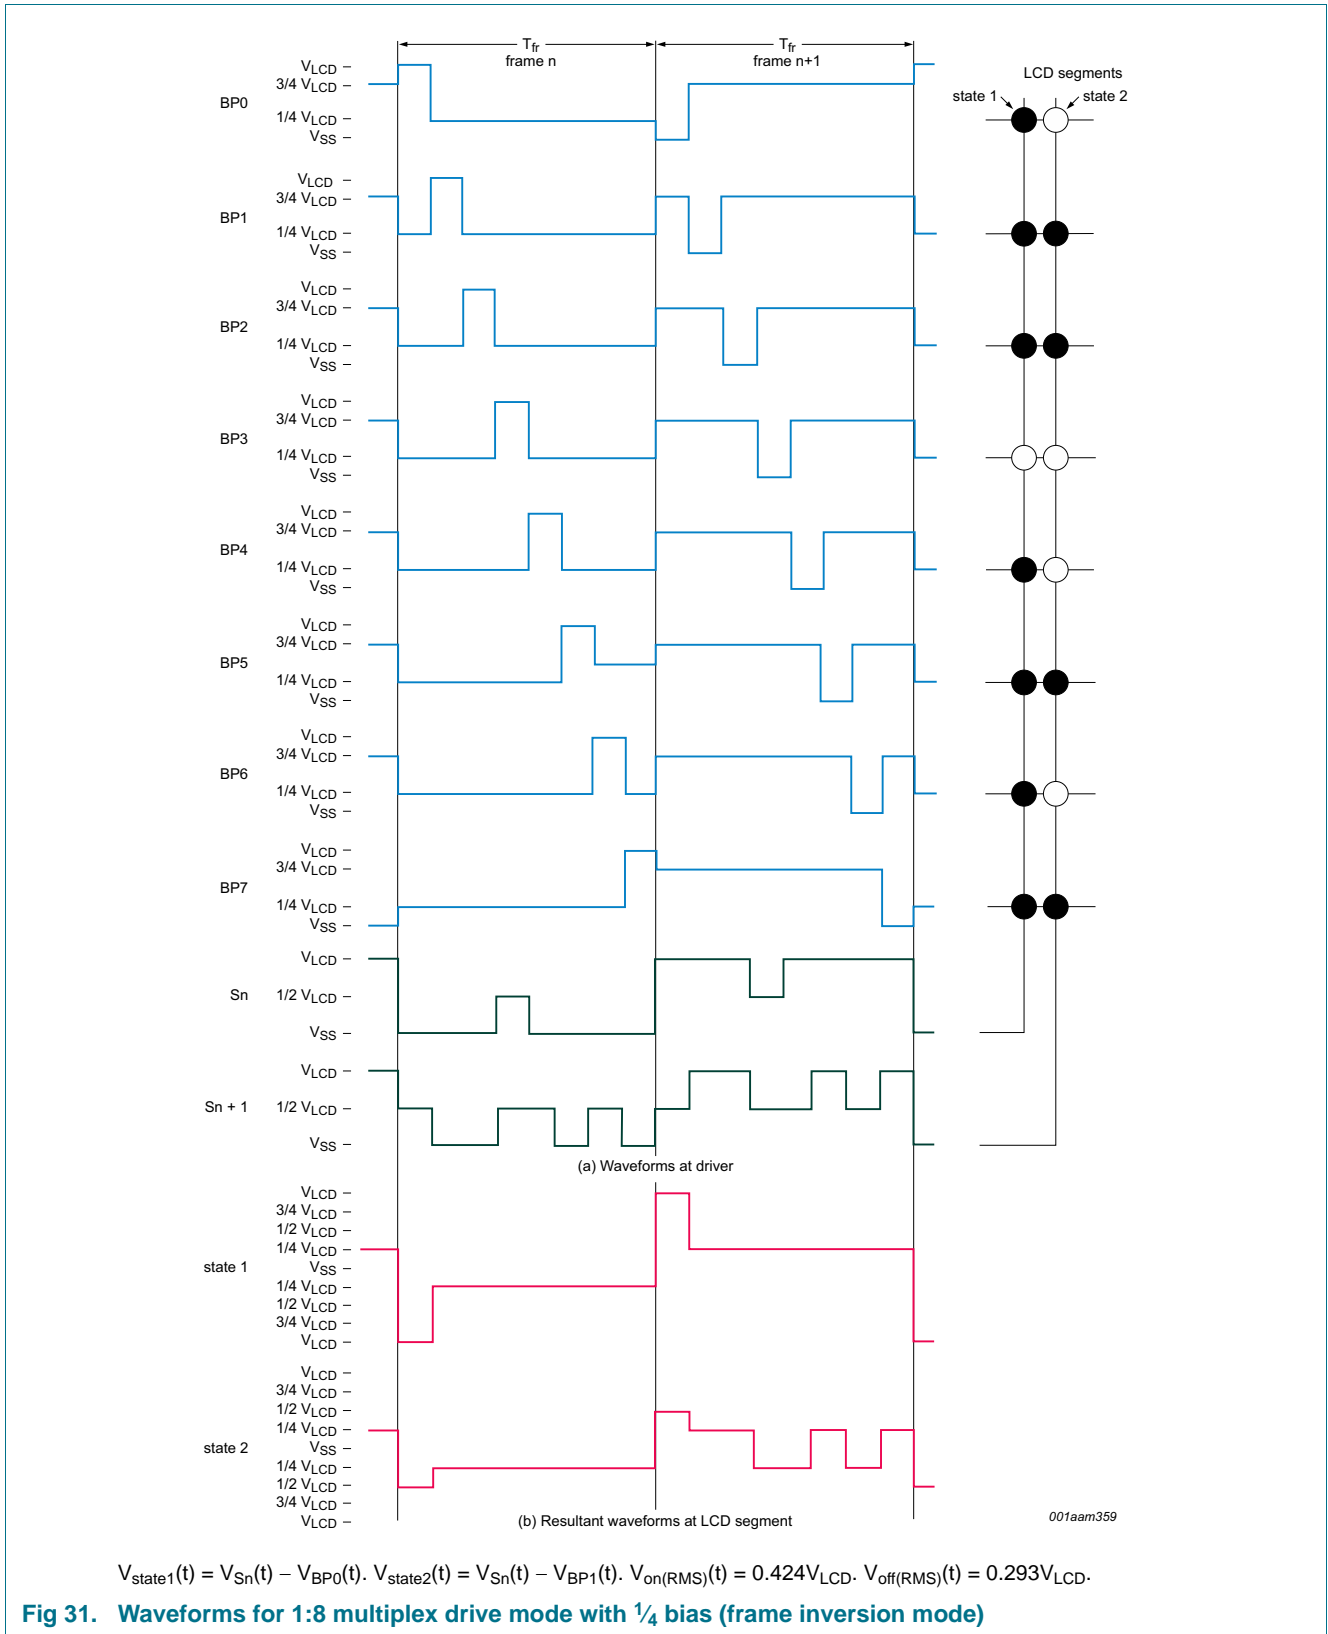 Tfr
frame n
Tfr
frame n+1
LCD segments
state 1
state 2
BP0
VLCD
3/4 VLCD
1/4 VLCD
VSS
BP1
VLCD
3/4 VLCD
1/4 VLCD
VSS
BP2
VLCD
3/4 VLCD
1/4 VLCD
VSS
BP3
VLCD
3/4 VLCD
1/4 VLCD
VSS
BP4
VLCD
3/4 VLCD
1/4 VLCD
VSS
BP5
VLCD
3/4 VLCD
1/4 VLCD
VSS
BP6
VLCD
3/4 VLCD
1/4 VLCD
VSS
BP7
VLCD
3/4 VLCD
1/4 VLCD
VSS
Sn
VLCD
1/2 VLCD
VSS
Sn + 1
VLCD
1/2 VLCD
VSS
(a) Waveforms at driver
state 1
VLCD
3/4 VLCD
1/2 VLCD
1/4 VLCD
VSS
1/4 VLCD
1/2 VLCD
3/4 VLCD
VLCD
state 2
VLCD
3/4 VLCD
1/2 VLCD
1/4 VLCD
VSS
1/4 VLCD
1/2 VLCD
3/4 VLCD
VLCD
(b) Resultant waveforms at LCD segment
001aam359
Vstate1(t) = VSn(t) − VBP0(t). Vstate2(t) = VSn(t) − VBP1(t). Von(RMS)(t) = 0.424VLCD. Voff(RMS)(t) = 0.293VLCD.
Fig 31. Waveforms for 1:8 multiplex drive mode with 1⁄4 bias (frame inversion mode)